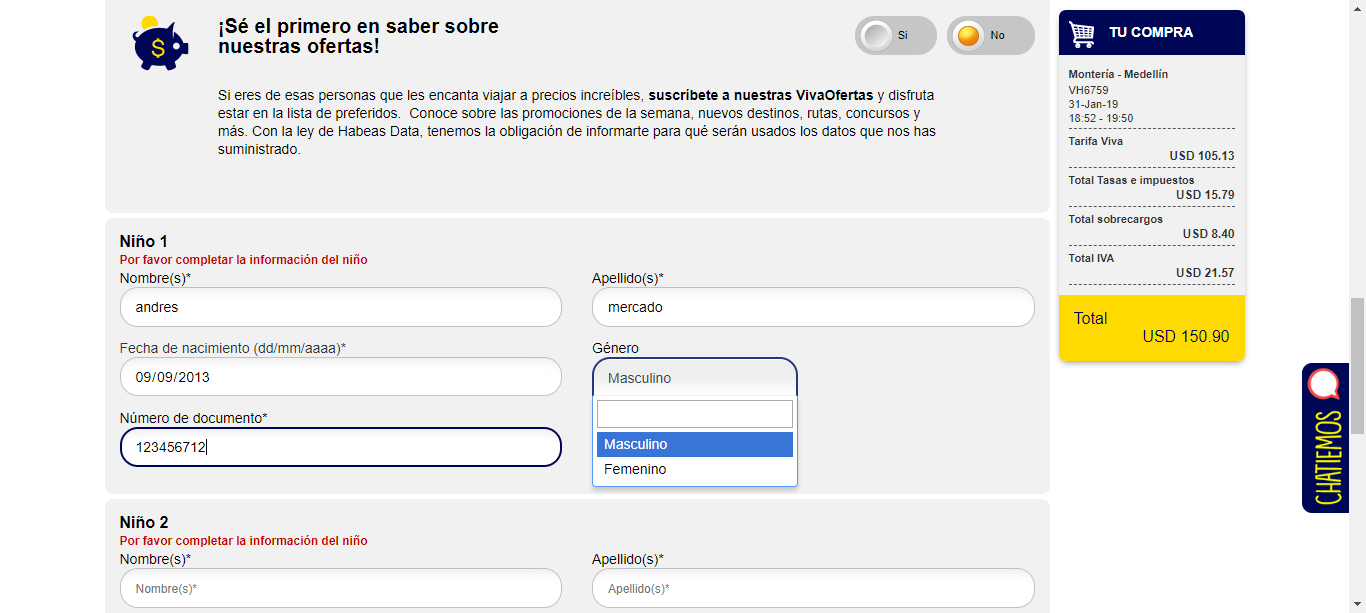 ¡Sé el primero en saber sobre
nuestras ofertas!
Si
No
Si eres de esas personas que les encanta viajar a precios increíbles, suscríbete a nuestras VivaOfertas y disfruta
estar en la lista de preferidos. Conoce sobre las promociones de la semana, nuevos destinos, rutas, concursos y
más. Con la ley de Habeas Data, tenemos la obligación de informarte para qué serán usados los datos que nos has
suministrado.
Niño 1
Por favor completar la información del niño
Nombre(s)*
Apellido(s)*
andres
mercado
Fecha de nacimiento (dd/mm/aaaa)*
Género
09/09/2013
Masculino
Número de documento*
123456712
Masculino
Femenino
Niño 2
Por favor completar la información del niño
Nombre(s)*
Apellido(s)*
Nombre(s)*
Apellido(s)*
TU COMPRA
Montería - Medellín
VH6759
31-Jan-19
18:52 - 19:50
Tarifa Viva
USD 105.13
Total Tasas e impuestos
USD 15.79
Total sobrecargos
USD 8.40
Total IVA
USD 21.57
Total
USD 150.90
CHATIEMOS